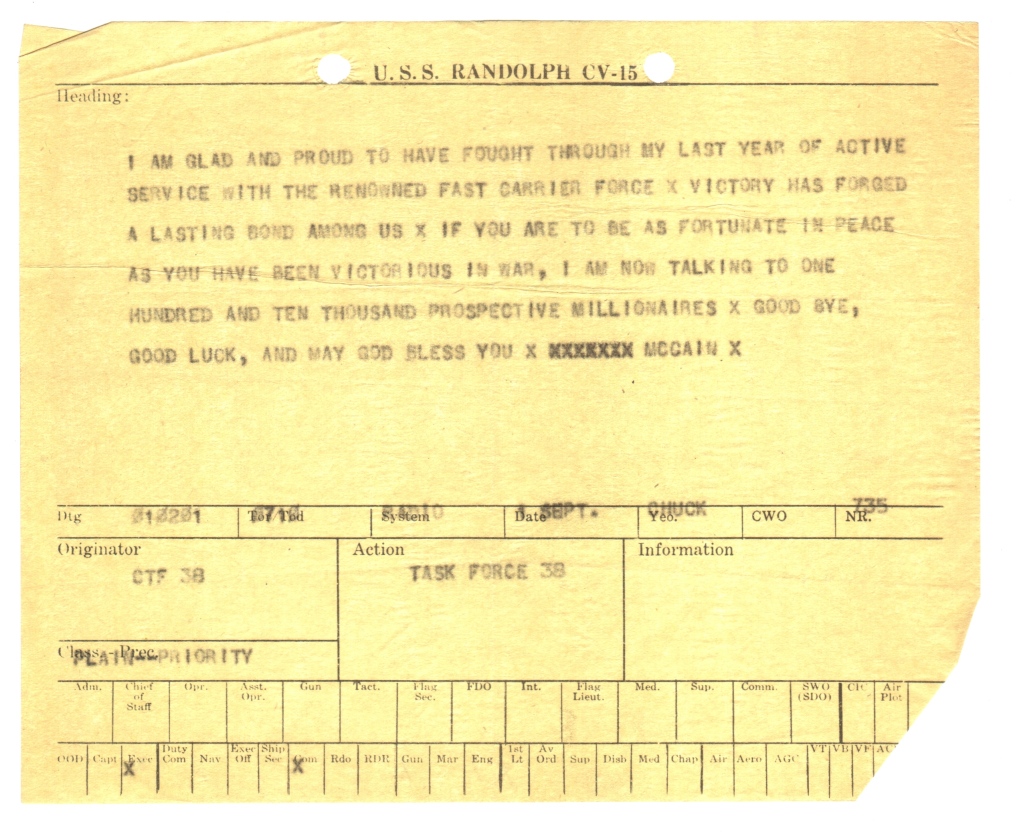 U. S. S. RANDOLPH CV-15
Heading:
I AM GLAD AND PROUD TO HAVE FOUGHT THROUGH MY LAST YEAR OF ACTIVE
SERVICE WITH THE RENOWNED FAST CARRIER FORCE X VICTORY HAS FORGED
A LASTING BOND AMONG US X IF YOU ARE TO BE AS FORTUNATE IN PEACE
AS YOU HAVE BEEN VICTORIOUS IN WAR, I AM NOW TALKING TO ONE
HUNDRED AND TEN THOUSAND PROSPECTIVE MILLIONAIRES X GOOD BYE,
GOOD LUCK, AND MAY GOD BLESS YOU X XXXXXXX MCCAIN X
Dtg 010201 Tor/Tod 0710 System RADIO Date 1 SEPT. Yeo. CHUCK CWO NR. 735
Originator Action Information
CTF 38 TASK FORCE 38
Class.--Prec.
PLAIN--PRIORITY
Adm. Chief of Staff Opr. Asst. Opr. Gun Tact. Flag Sec. FDO Int. Flag Lieut. Med. Sup. Comm. SWO (SDO) CIC Air Plot
OOD Capt Exec Duty Com Nav Exec Off Ship Sec Com Rdo RDR Gun Mar Eng 1st Lt Av Ord Sup Disb Med Chap Air Aero AGC VT VB VF AC
X X